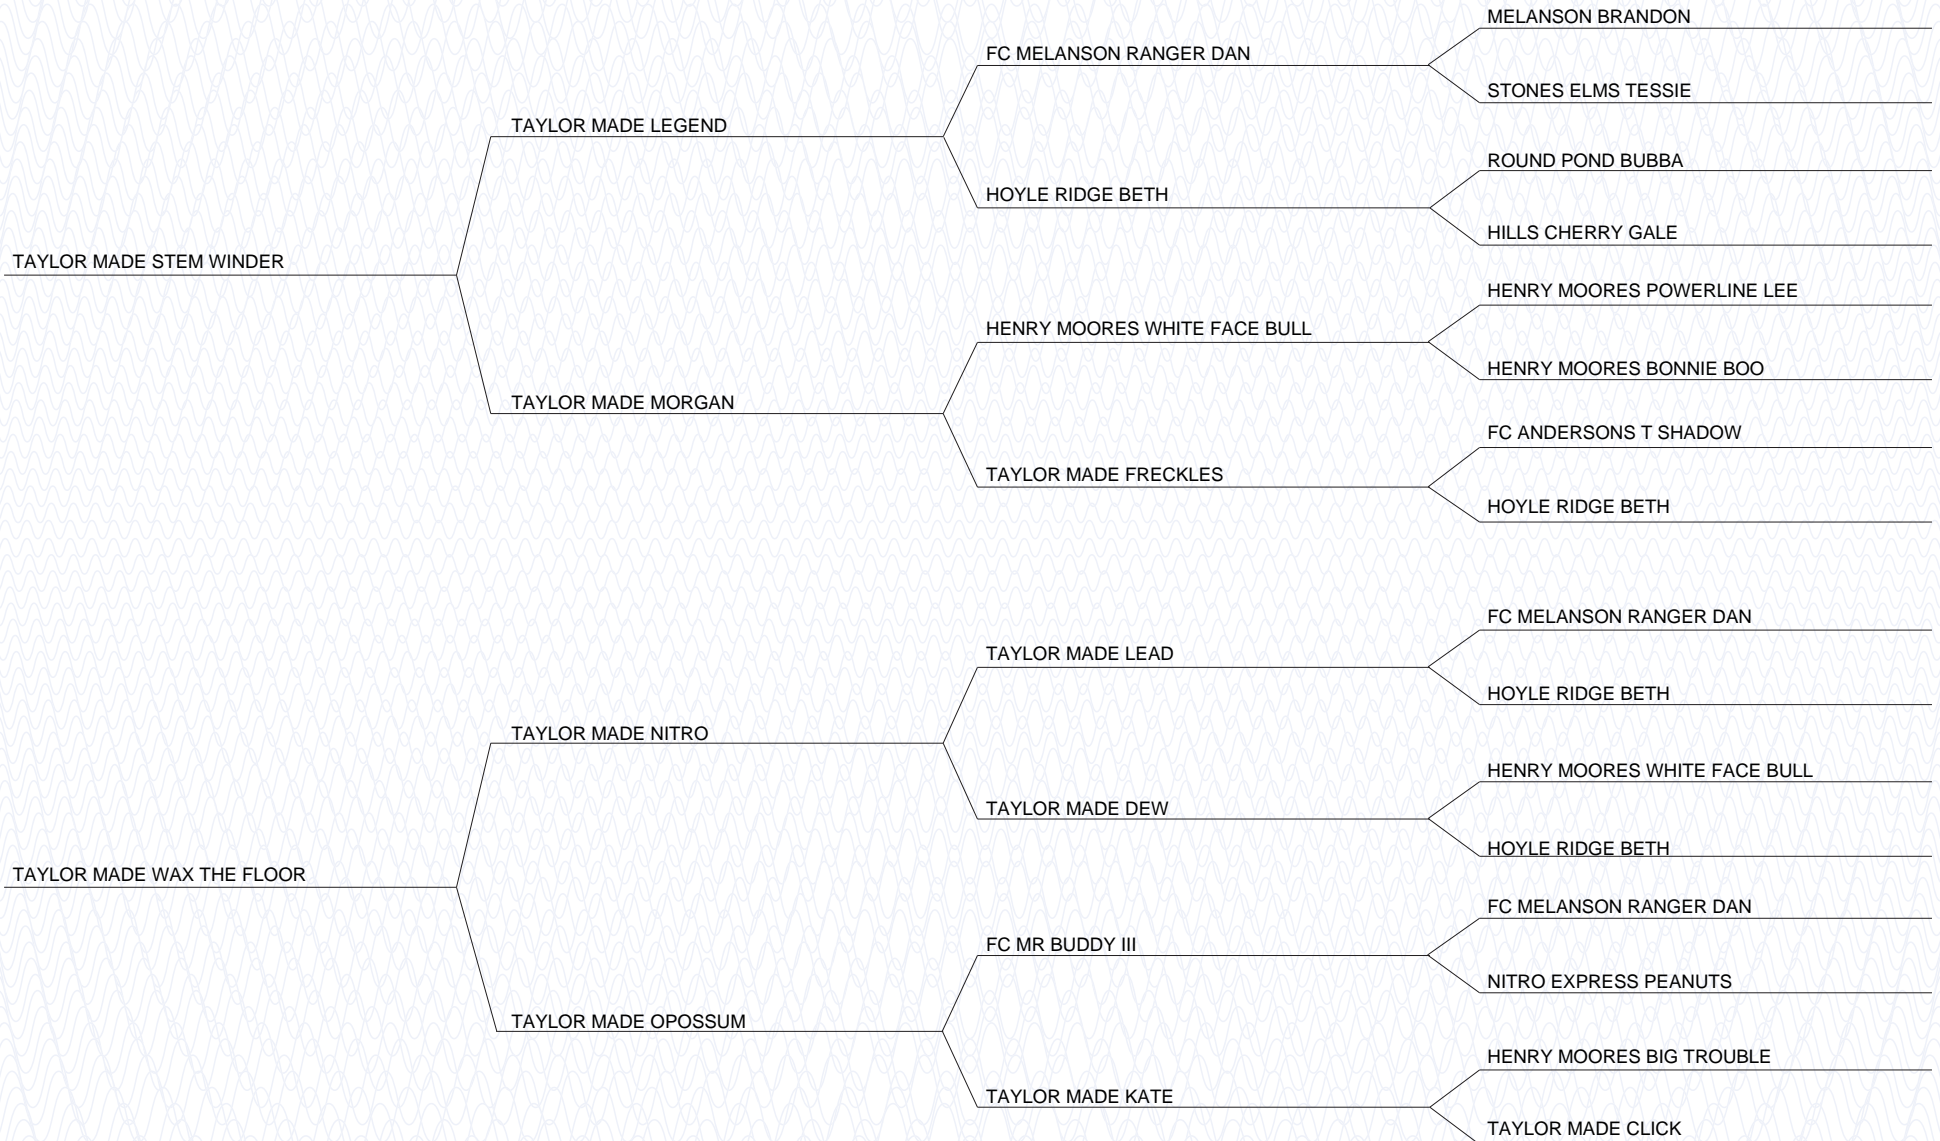 MELANSON BRANDON
FC MELANSON RANGER DAN
STONES ELMS TESSIE
TAYLOR MADE LEGEND
ROUND POND BUBBA
HOYLE RIDGE BETH
HILLS CHERRY GALE
TAYLOR MADE STEM WINDER
HENRY MOORES POWERLINE LEE
HENRY MOORES WHITE FACE BULL
HENRY MOORES BONNIE BOO
TAYLOR MADE MORGAN
FC ANDERSONS T SHADOW
TAYLOR MADE FRECKLES
HOYLE RIDGE BETH
FC MELANSON RANGER DAN
TAYLOR MADE LEAD
HOYLE RIDGE BETH
TAYLOR MADE NITRO
HENRY MOORES WHITE FACE BULL
TAYLOR MADE DEW
HOYLE RIDGE BETH
TAYLOR MADE WAX THE FLOOR
FC MELANSON RANGER DAN
FC MR BUDDY III
NITRO EXPRESS PEANUTS
TAYLOR MADE OPOSSUM
HENRY MOORES BIG TROUBLE
TAYLOR MADE KATE
TAYLOR MADE CLICK